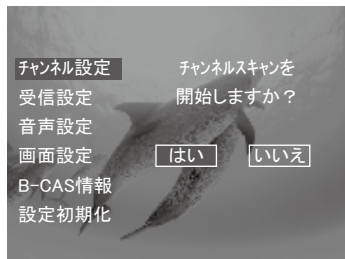 チャンネル設定
受信設定
音声設定
画面設定
B-CAS情報
設定初期化
チャンネルスキャンを
開始しますか？
はい
いいえ